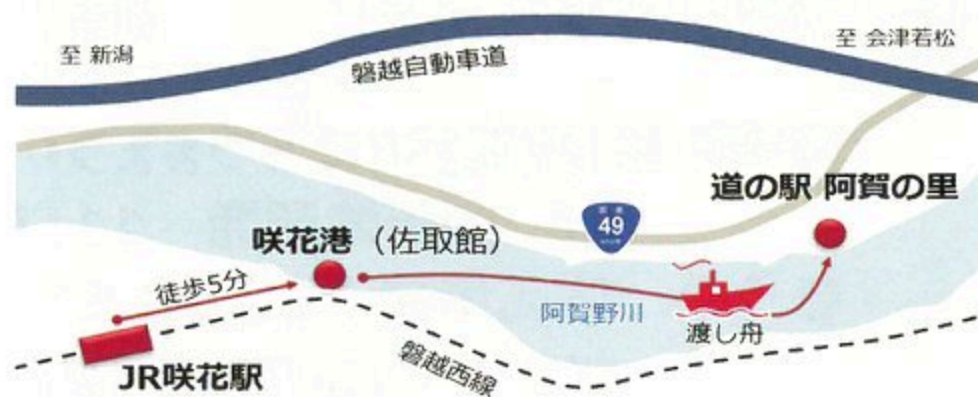 至 新潟
至 会津若松
磐越自動車道
道の駅 阿賀の里
49
咲花港（佐取館）
徒歩5分
阿賀野川
渡し舟
磐越西線
JR咲花駅